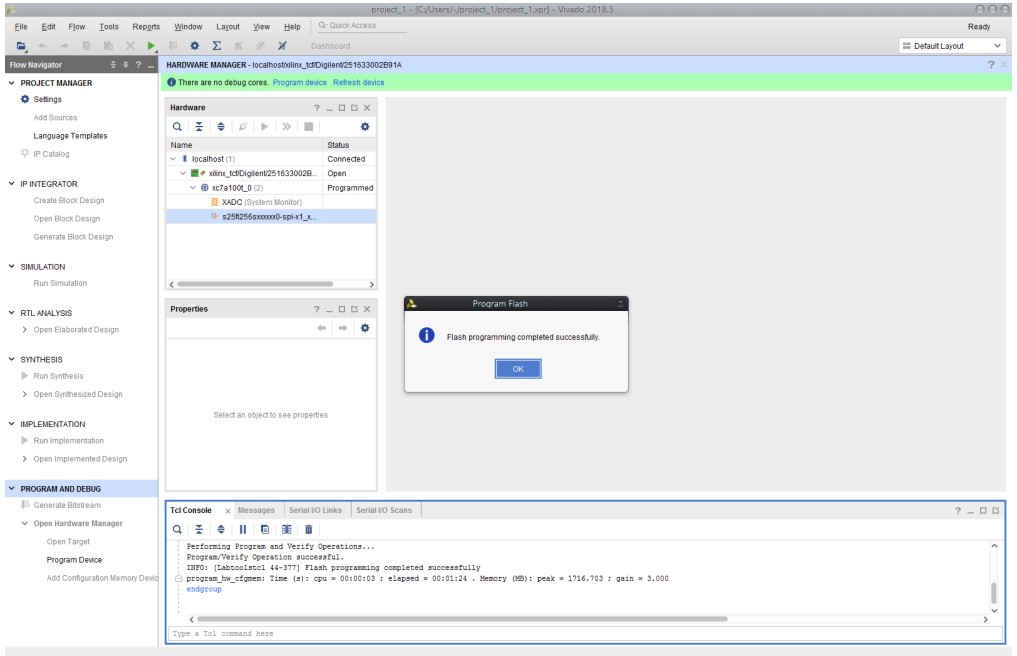 project_1 - [C:/Users/-/project_1/project_1.xpr] - Vivado 2018.3
File Edit Flow Tools Reports Window Layout View Help Q- Quick Access Ready
Dashboard Default Layout
Flow Navigator
PROJECT MANAGER
Settings
Add Sources
Language Templates
IP Catalog
IP INTEGRATOR
Create Block Design
Open Block Design
Generate Block Design
SIMULATION
Run Simulation
RTL ANALYSIS
Open Elaborated Design
SYNTHESIS
Run Synthesis
Open Synthesized Design
IMPLEMENTATION
Run Implementation
Open Implemented Design
PROGRAM AND DEBUG
Generate Bitstream
Open Hardware Manager
Open Target
Program Device
Add Configuration Memory Devic
HARDWARE MANAGER - localhost/xilinx_tcf/Digilent/251633002B91A
There are no debug cores. Program device Refresh device
Hardware
Name Status
localhost (1) Connected
xilinx_tcf/Digilent/251633002B... Open
xc7a100t_0 (2) Programmed
XADC (System Monitor)
s25fl256sxxxxxx0-spi-x1_x...
Properties
Select an object to see properties
Program Flash
Flash programming completed successfully.
OK
Tcl Console Messages Serial I/O Links Serial I/O Scans
Performing Program and Verify Operations...
Program/Verify Operation successful.
INFO: [Labtoolstcl 44-377] Flash programming completed successfully
program_hw_cfgmem: Time (s): cpu = 00:00:03 ; elapsed = 00:01:24 . Memory (MB): peak = 1716.703 ; gain = 3.000
endgroup
Type a Tcl command here